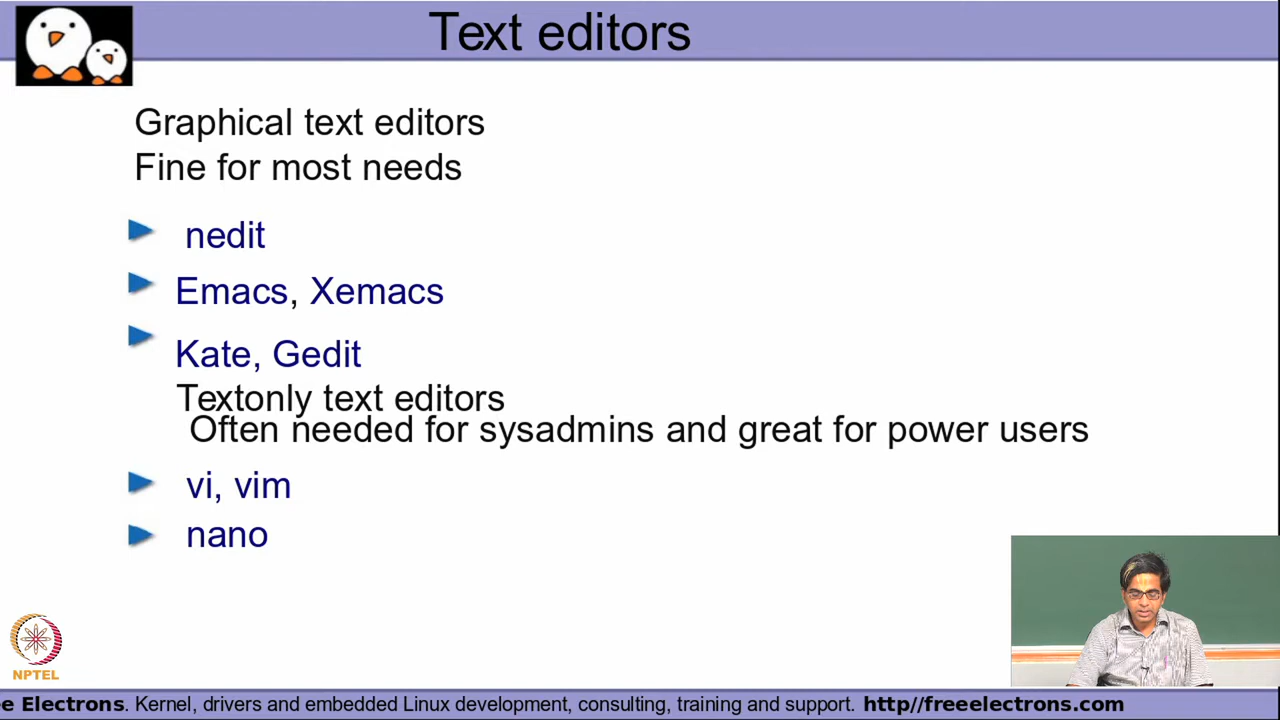 Text editors
Graphical text editors
Fine for most needs
nedit
Emacs, Xemacs
Kate, Gedit
Textonly text editors
Often needed for sysadmins and great for power users
vi, vim
nano
NPTEL
e Electrons. Kernel, drivers and embedded Linux development, consulting, training and support. http//freeelectrons.com